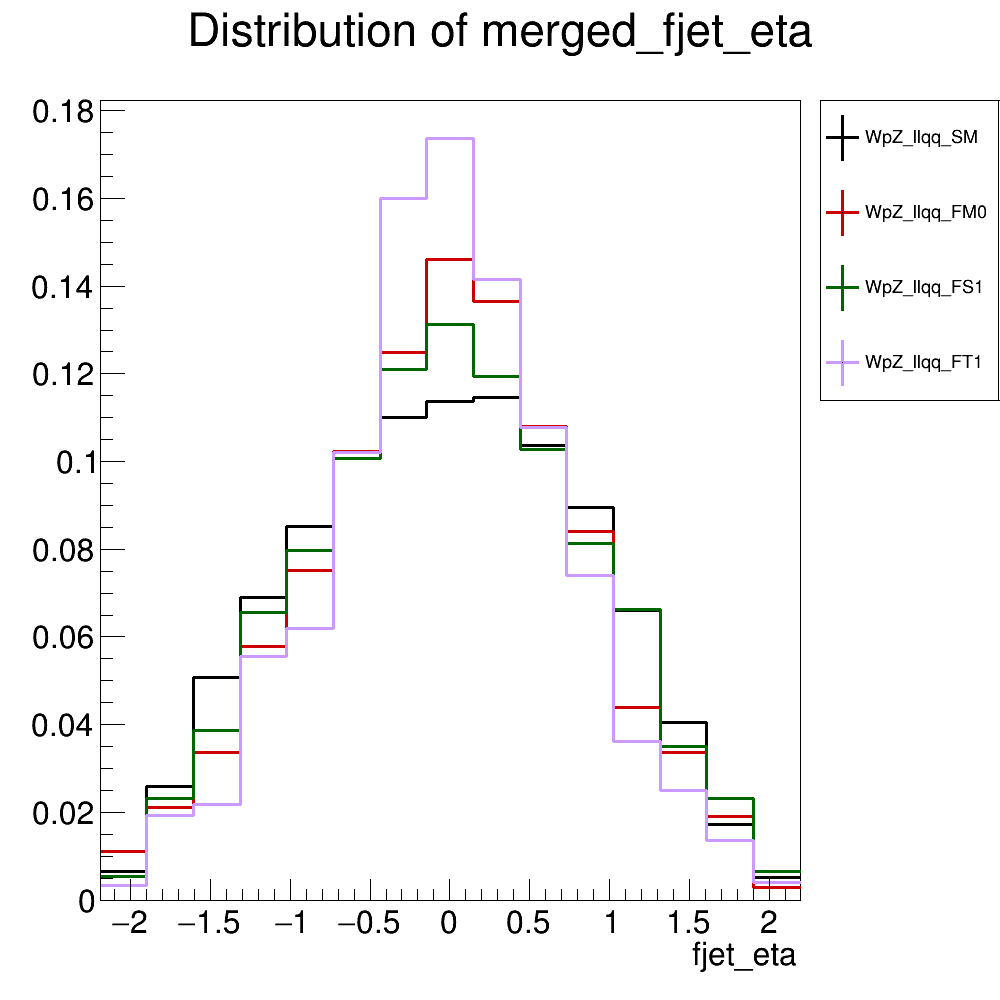 Distribution of merged_fjet_eta
0.18
0.16
0.14
0.12
0.1
0.08
0.06
0.04
0.02
0
−2 −1.5 −1 −0.5 0 0.5 1 1.5 2
fjet_eta
WpZ_llqq_SM
WpZ_llqq_FM0
WpZ_llqq_FS1
WpZ_llqq_FT1